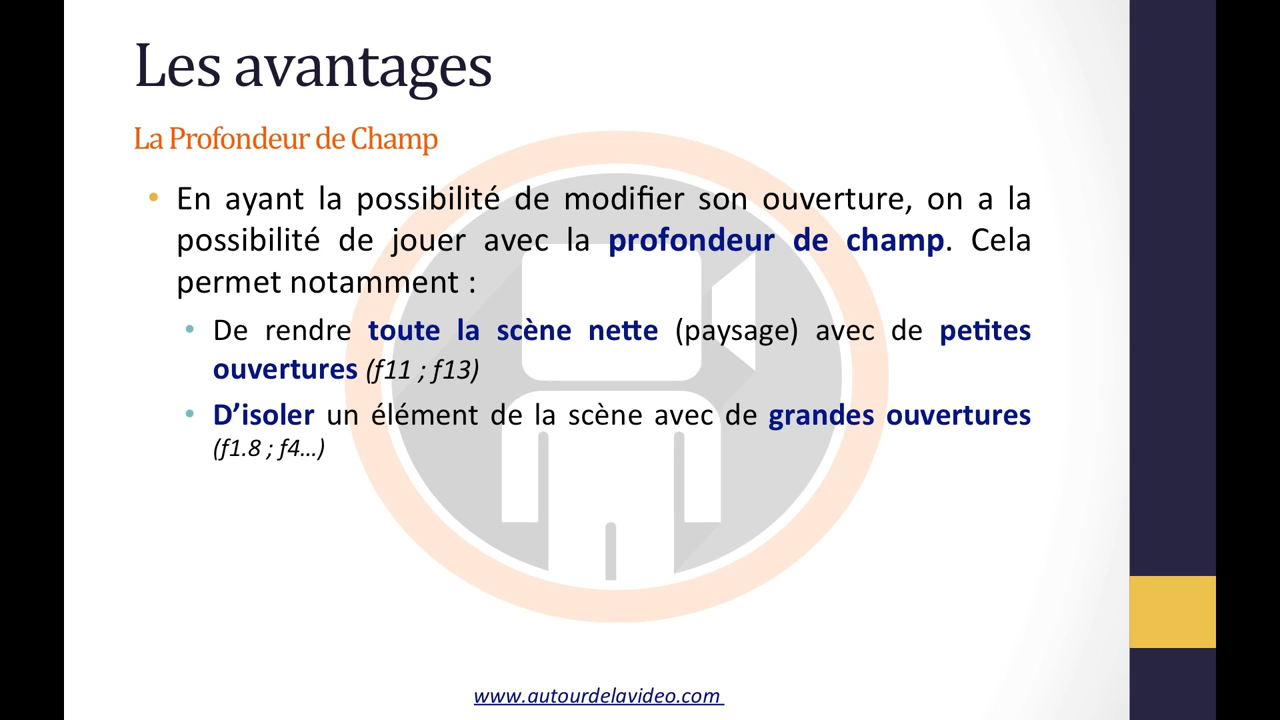 Les avantages
La Profondeur de Champ
• En ayant la possibilité de modifier son ouverture, on a la
possibilité de jouer avec la profondeur de champ. Cela
permet notamment :
• De rendre toute la scène nette (paysage) avec de petites
ouvertures (f11 ; f13)
• D’isoler un élément de la scène avec de grandes ouvertures
(f1.8 ; f4…)
www.autourdelavideo.com